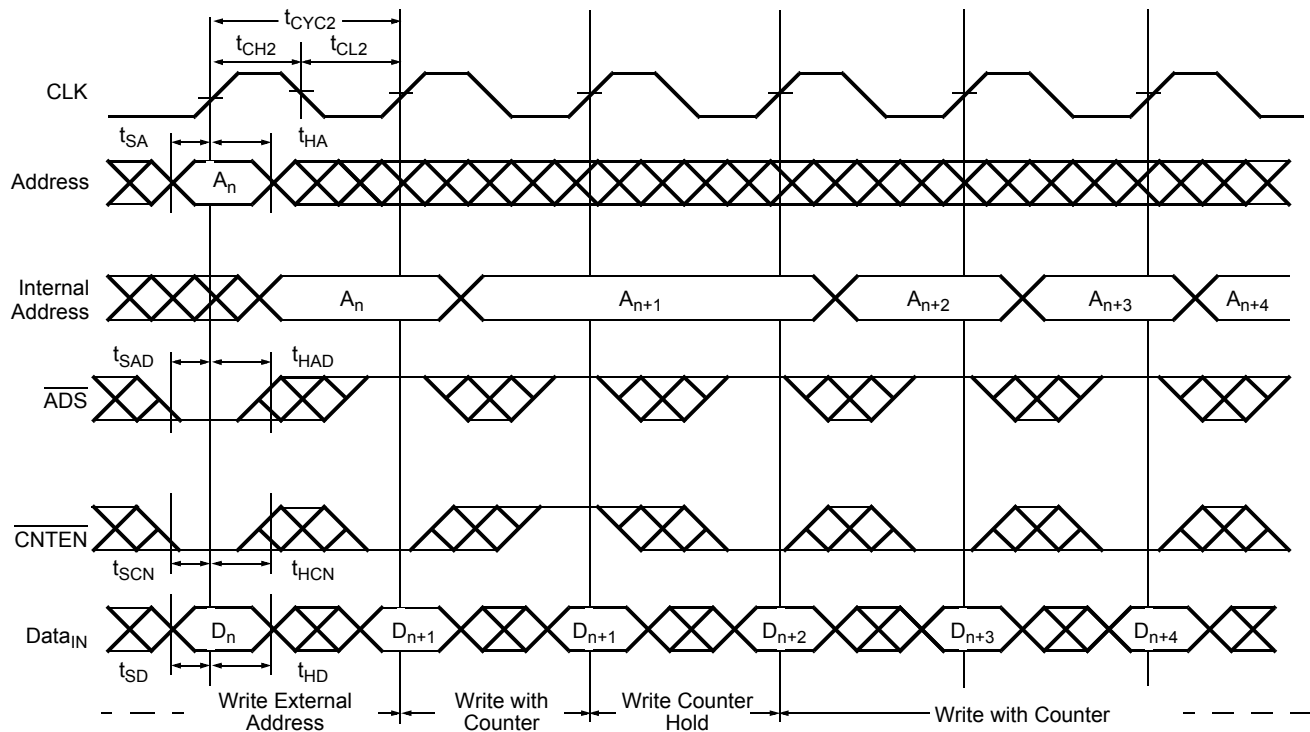 tCYC2
tCH2 tCL2
CLK
tSA tHA
Address An
Internal
Address An An+1 An+2 An+3 An+4
tSAD tHAD
ADS
CNTEN
tSCN tHCN
DataIN Dn Dn+1 Dn+1 Dn+2 Dn+3 Dn+4
tSD tHD
Write External
Address
Write with
Counter
Write Counter
Hold
Write with Counter